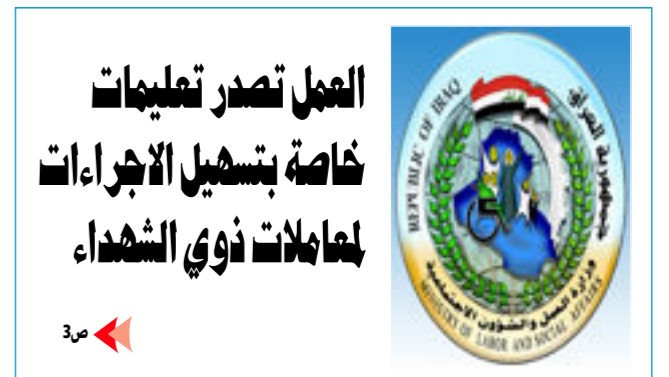 العمل تصدر تعليمات
خاصة بتسهيل الاجراءات
لمعاملات ذوي الشهداء
ص3
REPUBLIC OF IRAQ
جمهورية العراق
وزارة العمل والشؤون الاجتماعية
MINISTRY OF LABOR AND SOCIAL AFFAIRS